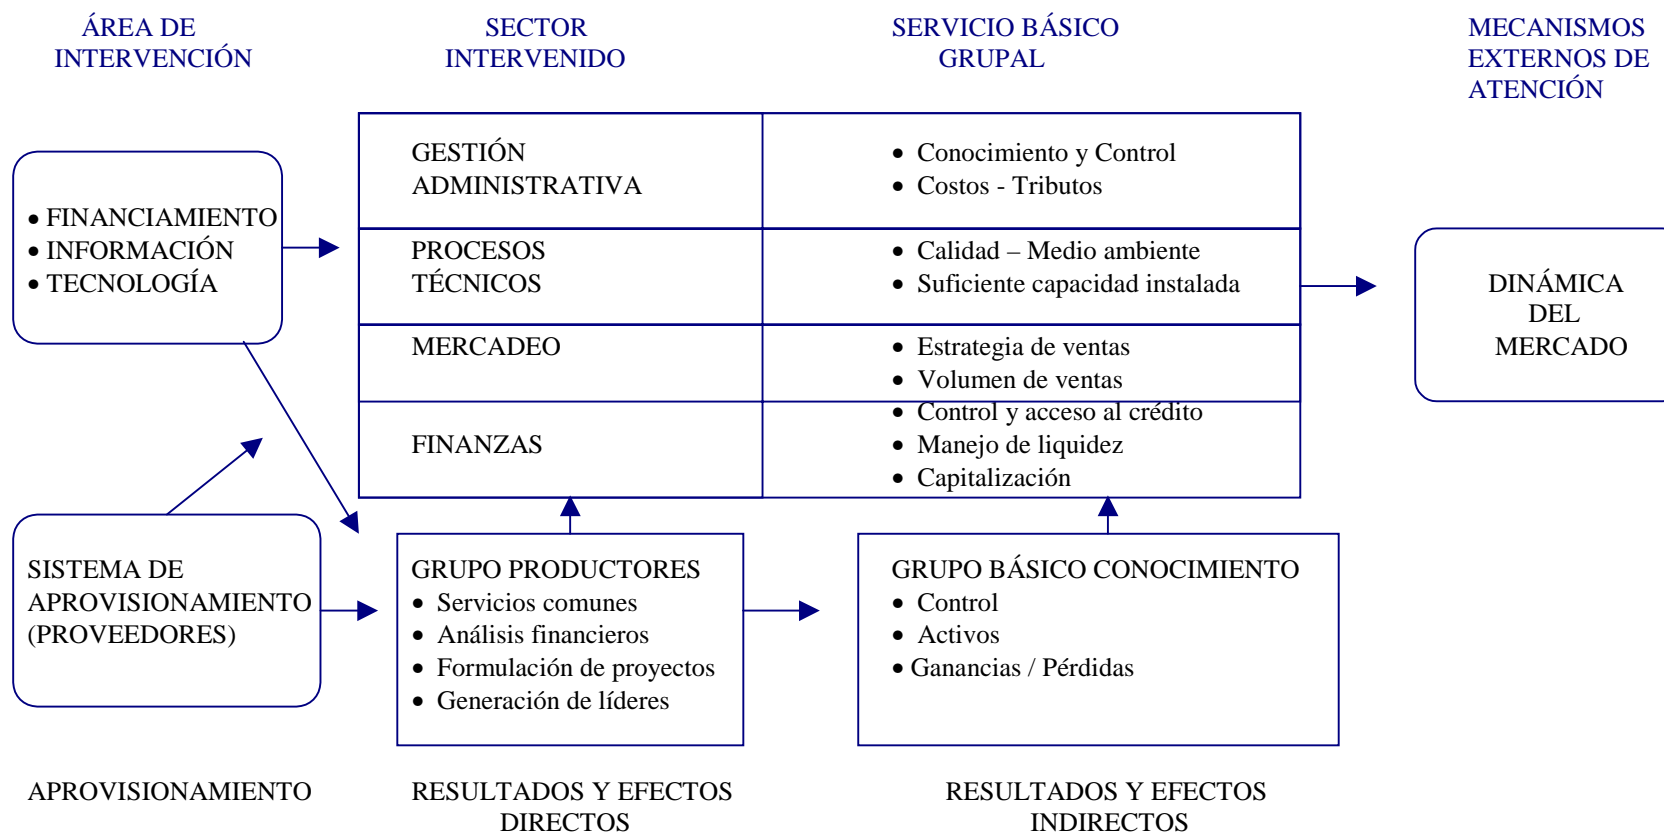 ÁREA DE
INTERVENCIÓN
SECTOR
INTERVENIDO
SERVICIO BÁSICO
GRUPAL
MECANISMOS
EXTERNOS DE
ATENCIÓN
• FINANCIAMIENTO
• INFORMACIÓN
• TECNOLOGÍA
GESTIÓN
ADMINISTRATIVA
• Conocimiento y Control
• Costos - Tributos
PROCESOS
TÉCNICOS
• Calidad – Medio ambiente
• Suficiente capacidad instalada
MERCADEO
• Estrategia de ventas
• Volumen de ventas
FINANZAS
• Control y acceso al crédito
• Manejo de liquidez
• Capitalización
DINÁMICA
DEL
MERCADO
SISTEMA DE
APROVISIONAMIENTO
(PROVEEDORES)
GRUPO PRODUCTORES
• Servicios comunes
• Análisis financieros
• Formulación de proyectos
• Generación de líderes
GRUPO BÁSICO CONOCIMIENTO
• Control
• Activos
• Ganancias / Pérdidas
APROVISIONAMIENTO
RESULTADOS Y EFECTOS
DIRECTOS
RESULTADOS Y EFECTOS
INDIRECTOS